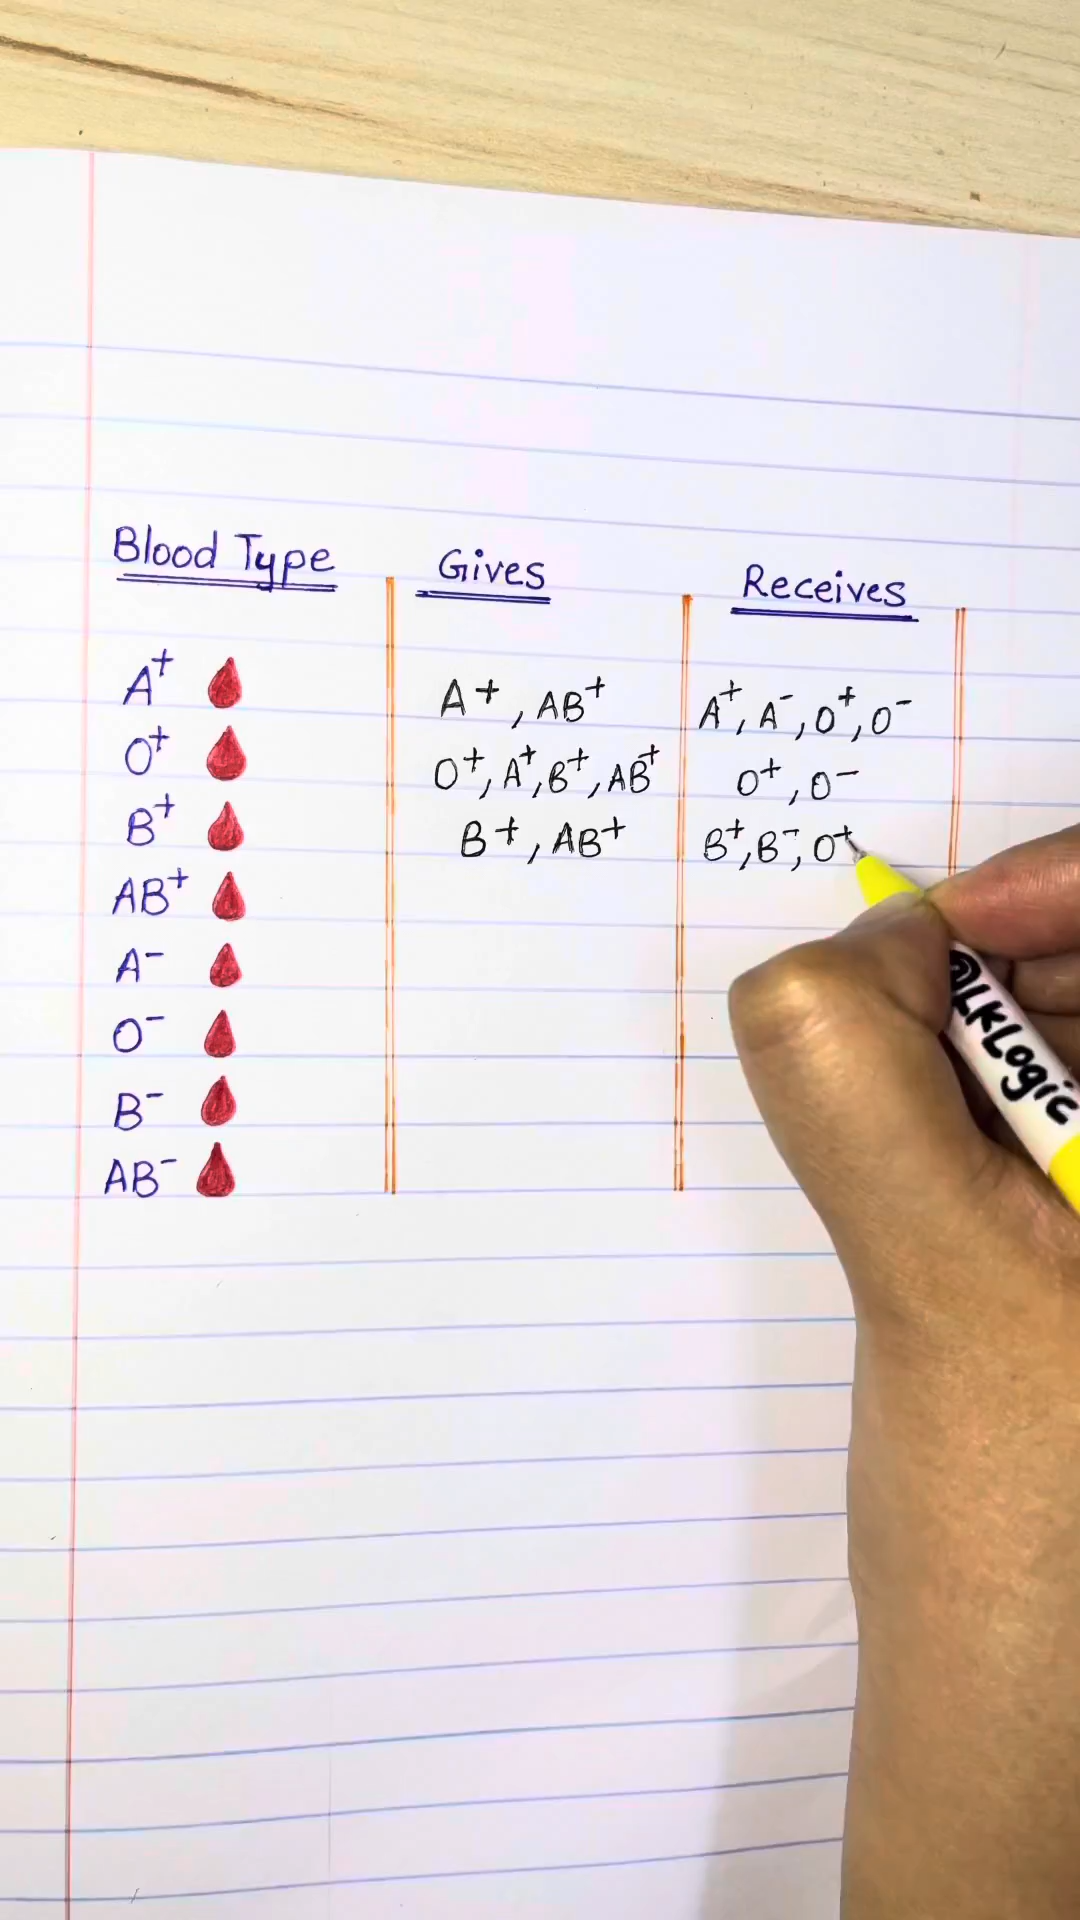 Blood Type Gives Receives
A⁺ A⁺, AB⁺ A⁺, A⁻, O⁺, O⁻
O⁺ O⁺, A⁺, B⁺, AB⁺ O⁺, O⁻
B⁺ B⁺, AB⁺ B⁺, B⁻, O⁺
AB⁺
A⁻
O⁻
B⁻
AB⁻
@LKLogic